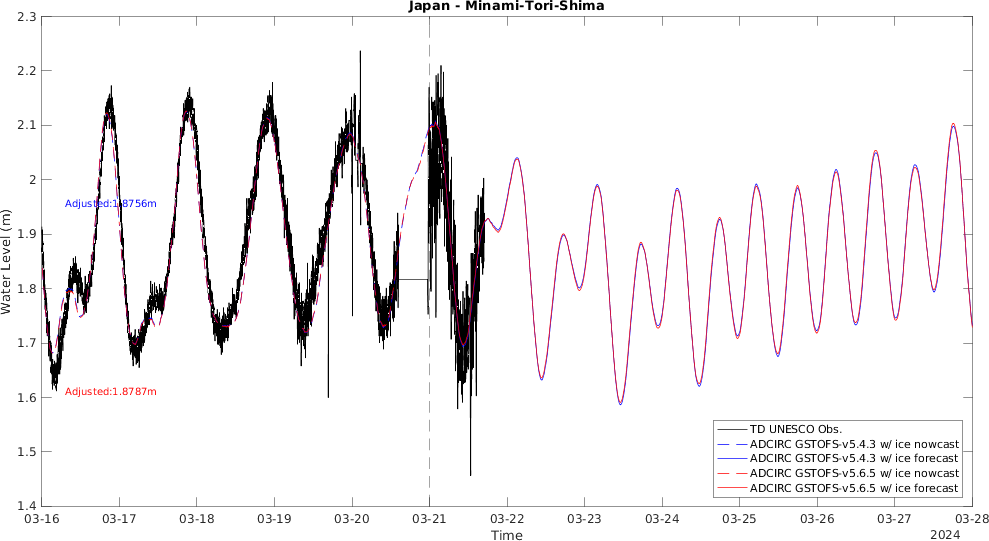 Japan - Minami-Tori-Shima
2.3
2.2
2.1
2
1.9
1.8
1.7
1.6
1.5
1.4
Water Level (m)
Adjusted:1.8756m
Adjusted:1.8787m
TD UNESCO Obs.
ADCIRC GSTOFS-v5.4.3 w/ ice nowcast
ADCIRC GSTOFS-v5.4.3 w/ ice forecast
ADCIRC GSTOFS-v5.6.5 w/ ice nowcast
ADCIRC GSTOFS-v5.6.5 w/ ice forecast
03-16 03-17 03-18 03-19 03-20 03-21 03-22 03-23 03-24 03-25 03-26 03-27 03-28
Time
2024